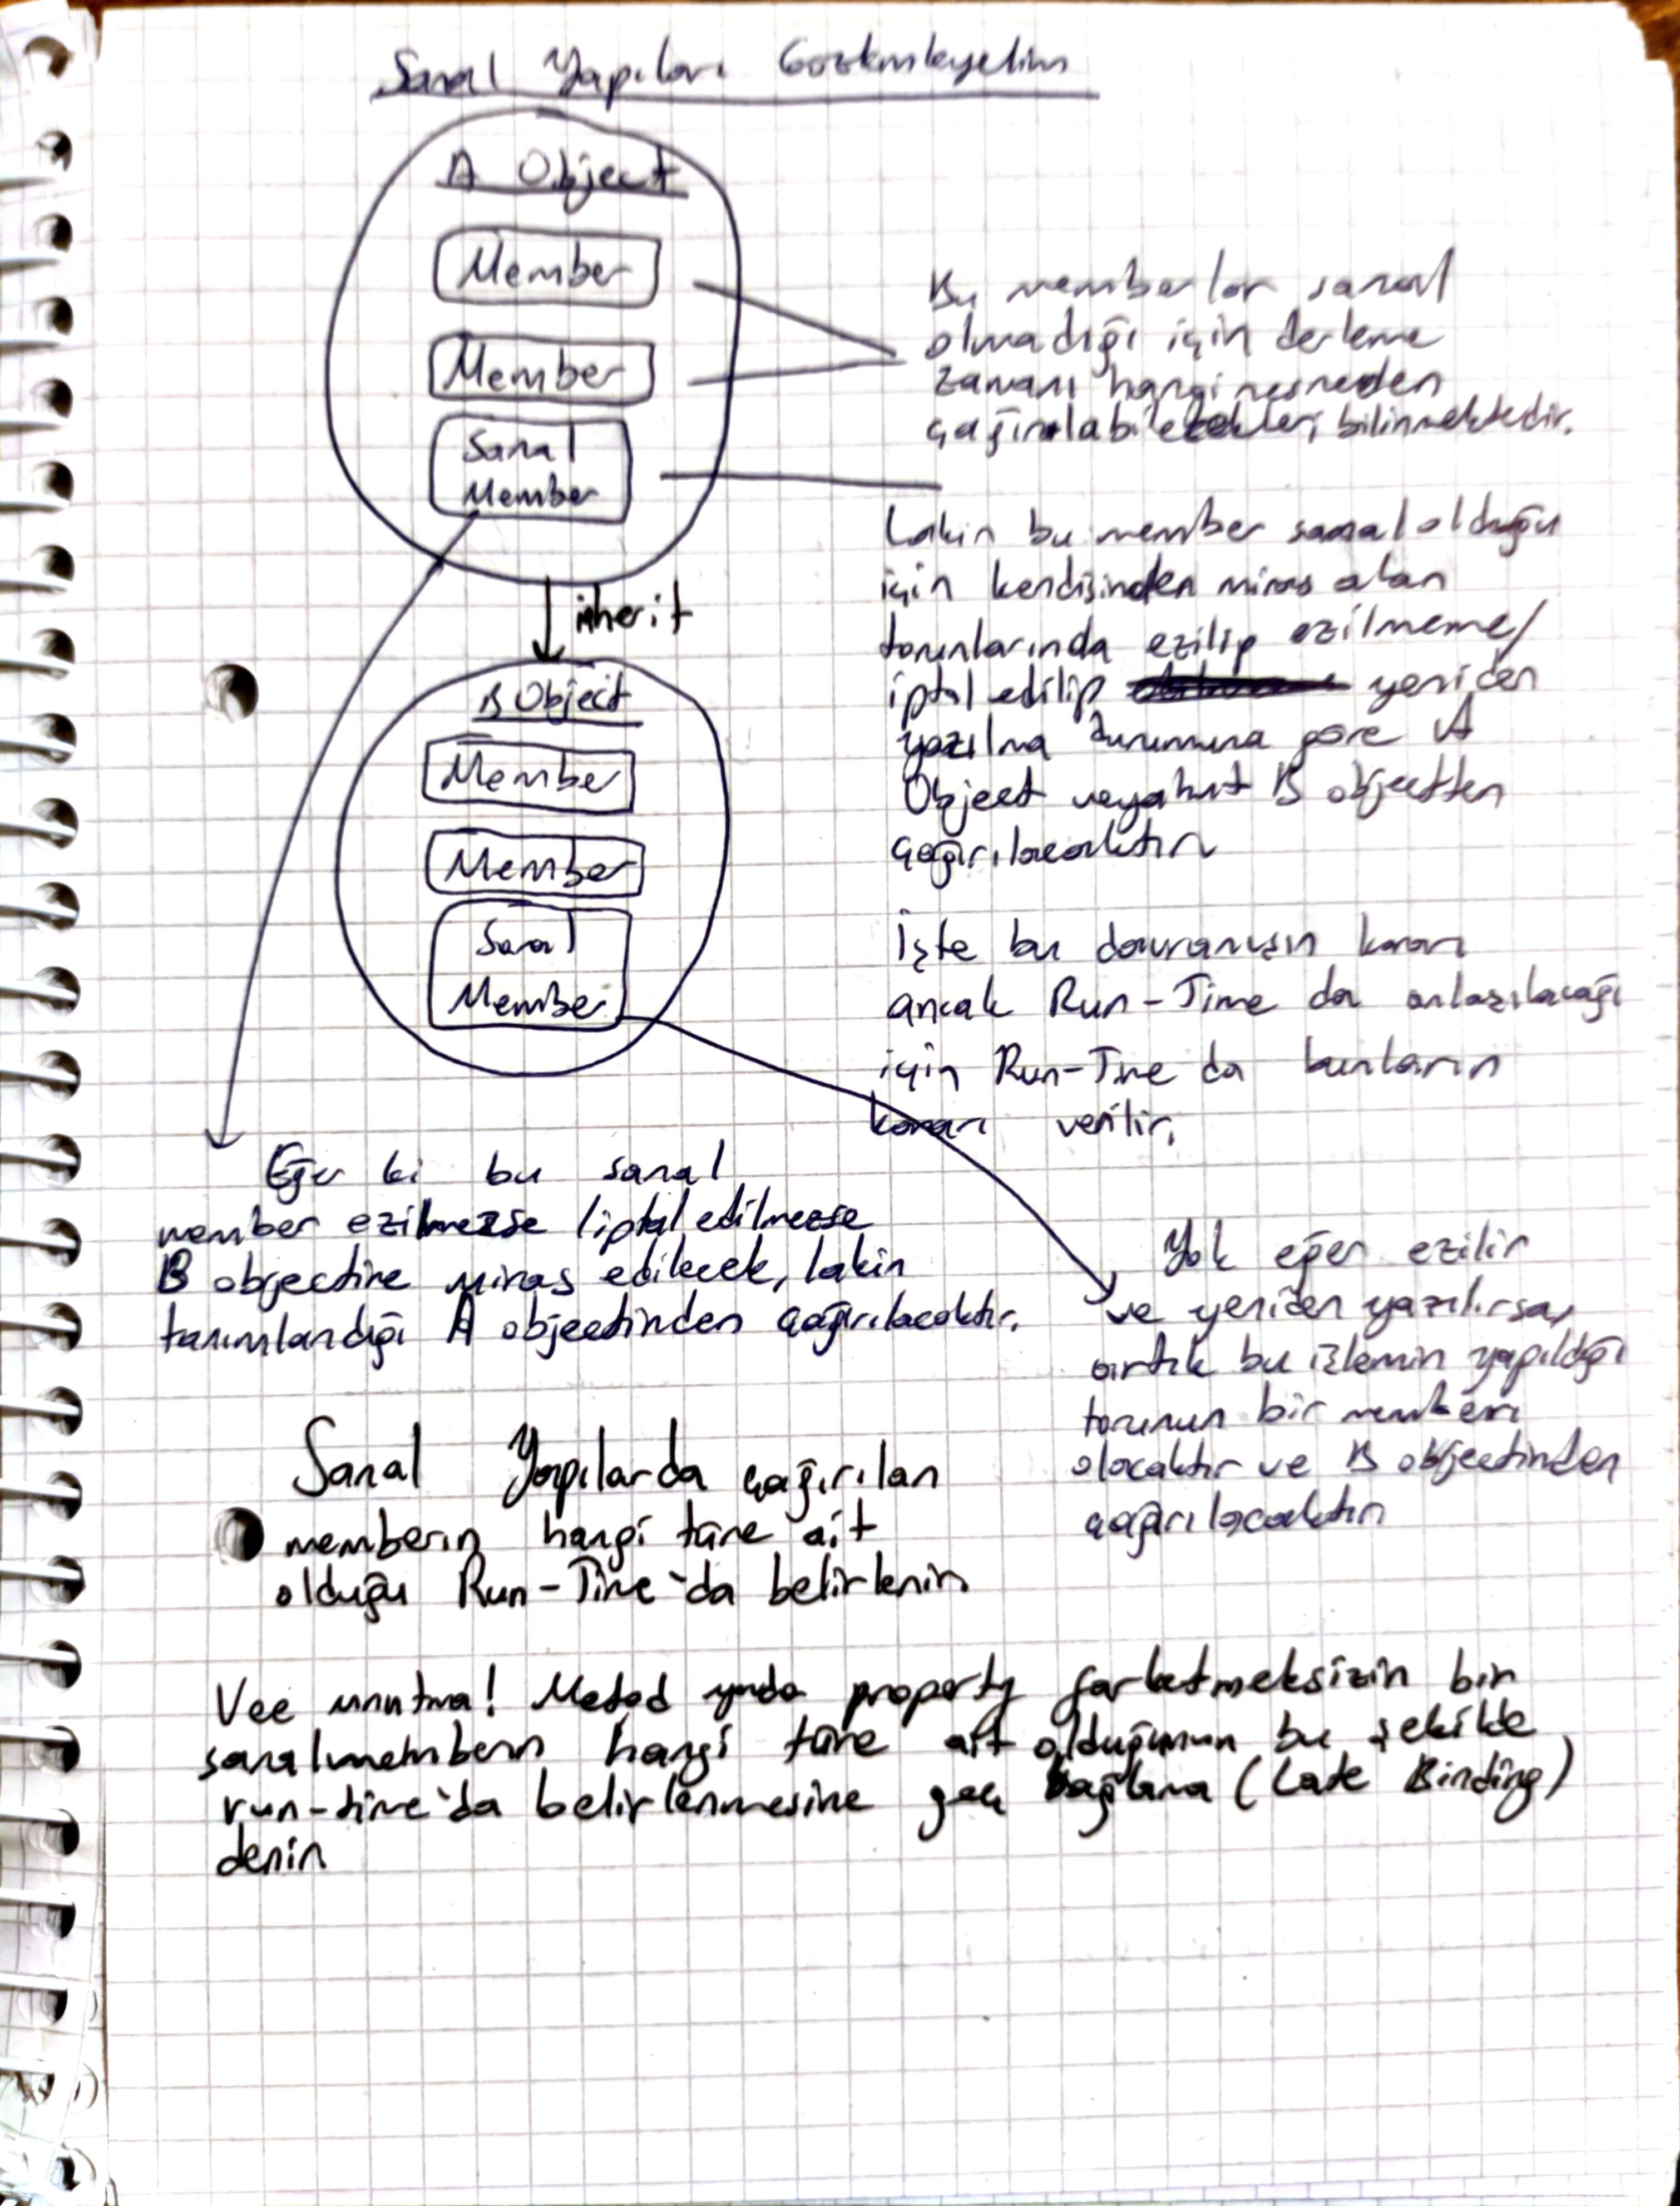 Sanal Yapıları Gözlemleyelim
A Object
Member
Member
Sanal
Member
Bu memberlar sanal
olmadığı için derleme
zamanı hangi nesneden
çağırılabilecekleri bilinmektedir.
Lakin bu member sanal olduğu
için kendisinden miras alan
torunlarında ezilip ezilmeme/
iptal edilip yeniden
yazılma durumuna göre A
Object veyahut B objectten
çağırılacaktır
İşte bu davranışın kararı
ancak Run-Time da anlaşılacağı
için Run-Time da bunların
kararı verilir.
inherit
B Object
Member
Member
Sanal
Member
Eğer ki bu sanal
member ezilmezse / iptal edilmezse
B objectine miras edilecek, lakin
tanımlandığı A objectinden çağırılacaktır.
Yok eğer ezilir
ve yeniden yazılırsa,
artık bu işlemin yapıldığı
torunun bir memberı
olacaktır ve B objectinden
çağırılacaktır
Sanal Yapılarda çağırılan
memberın hangi türe ait
olduğu Run-Time'da belirlenir.
Vee unutma! Metod yada property farketmeksizin bir
sanal memberın hangi türe ait olduğunun bu şekilde
run-time'da belirlenmesine geç bağlama (Late Binding)
denir